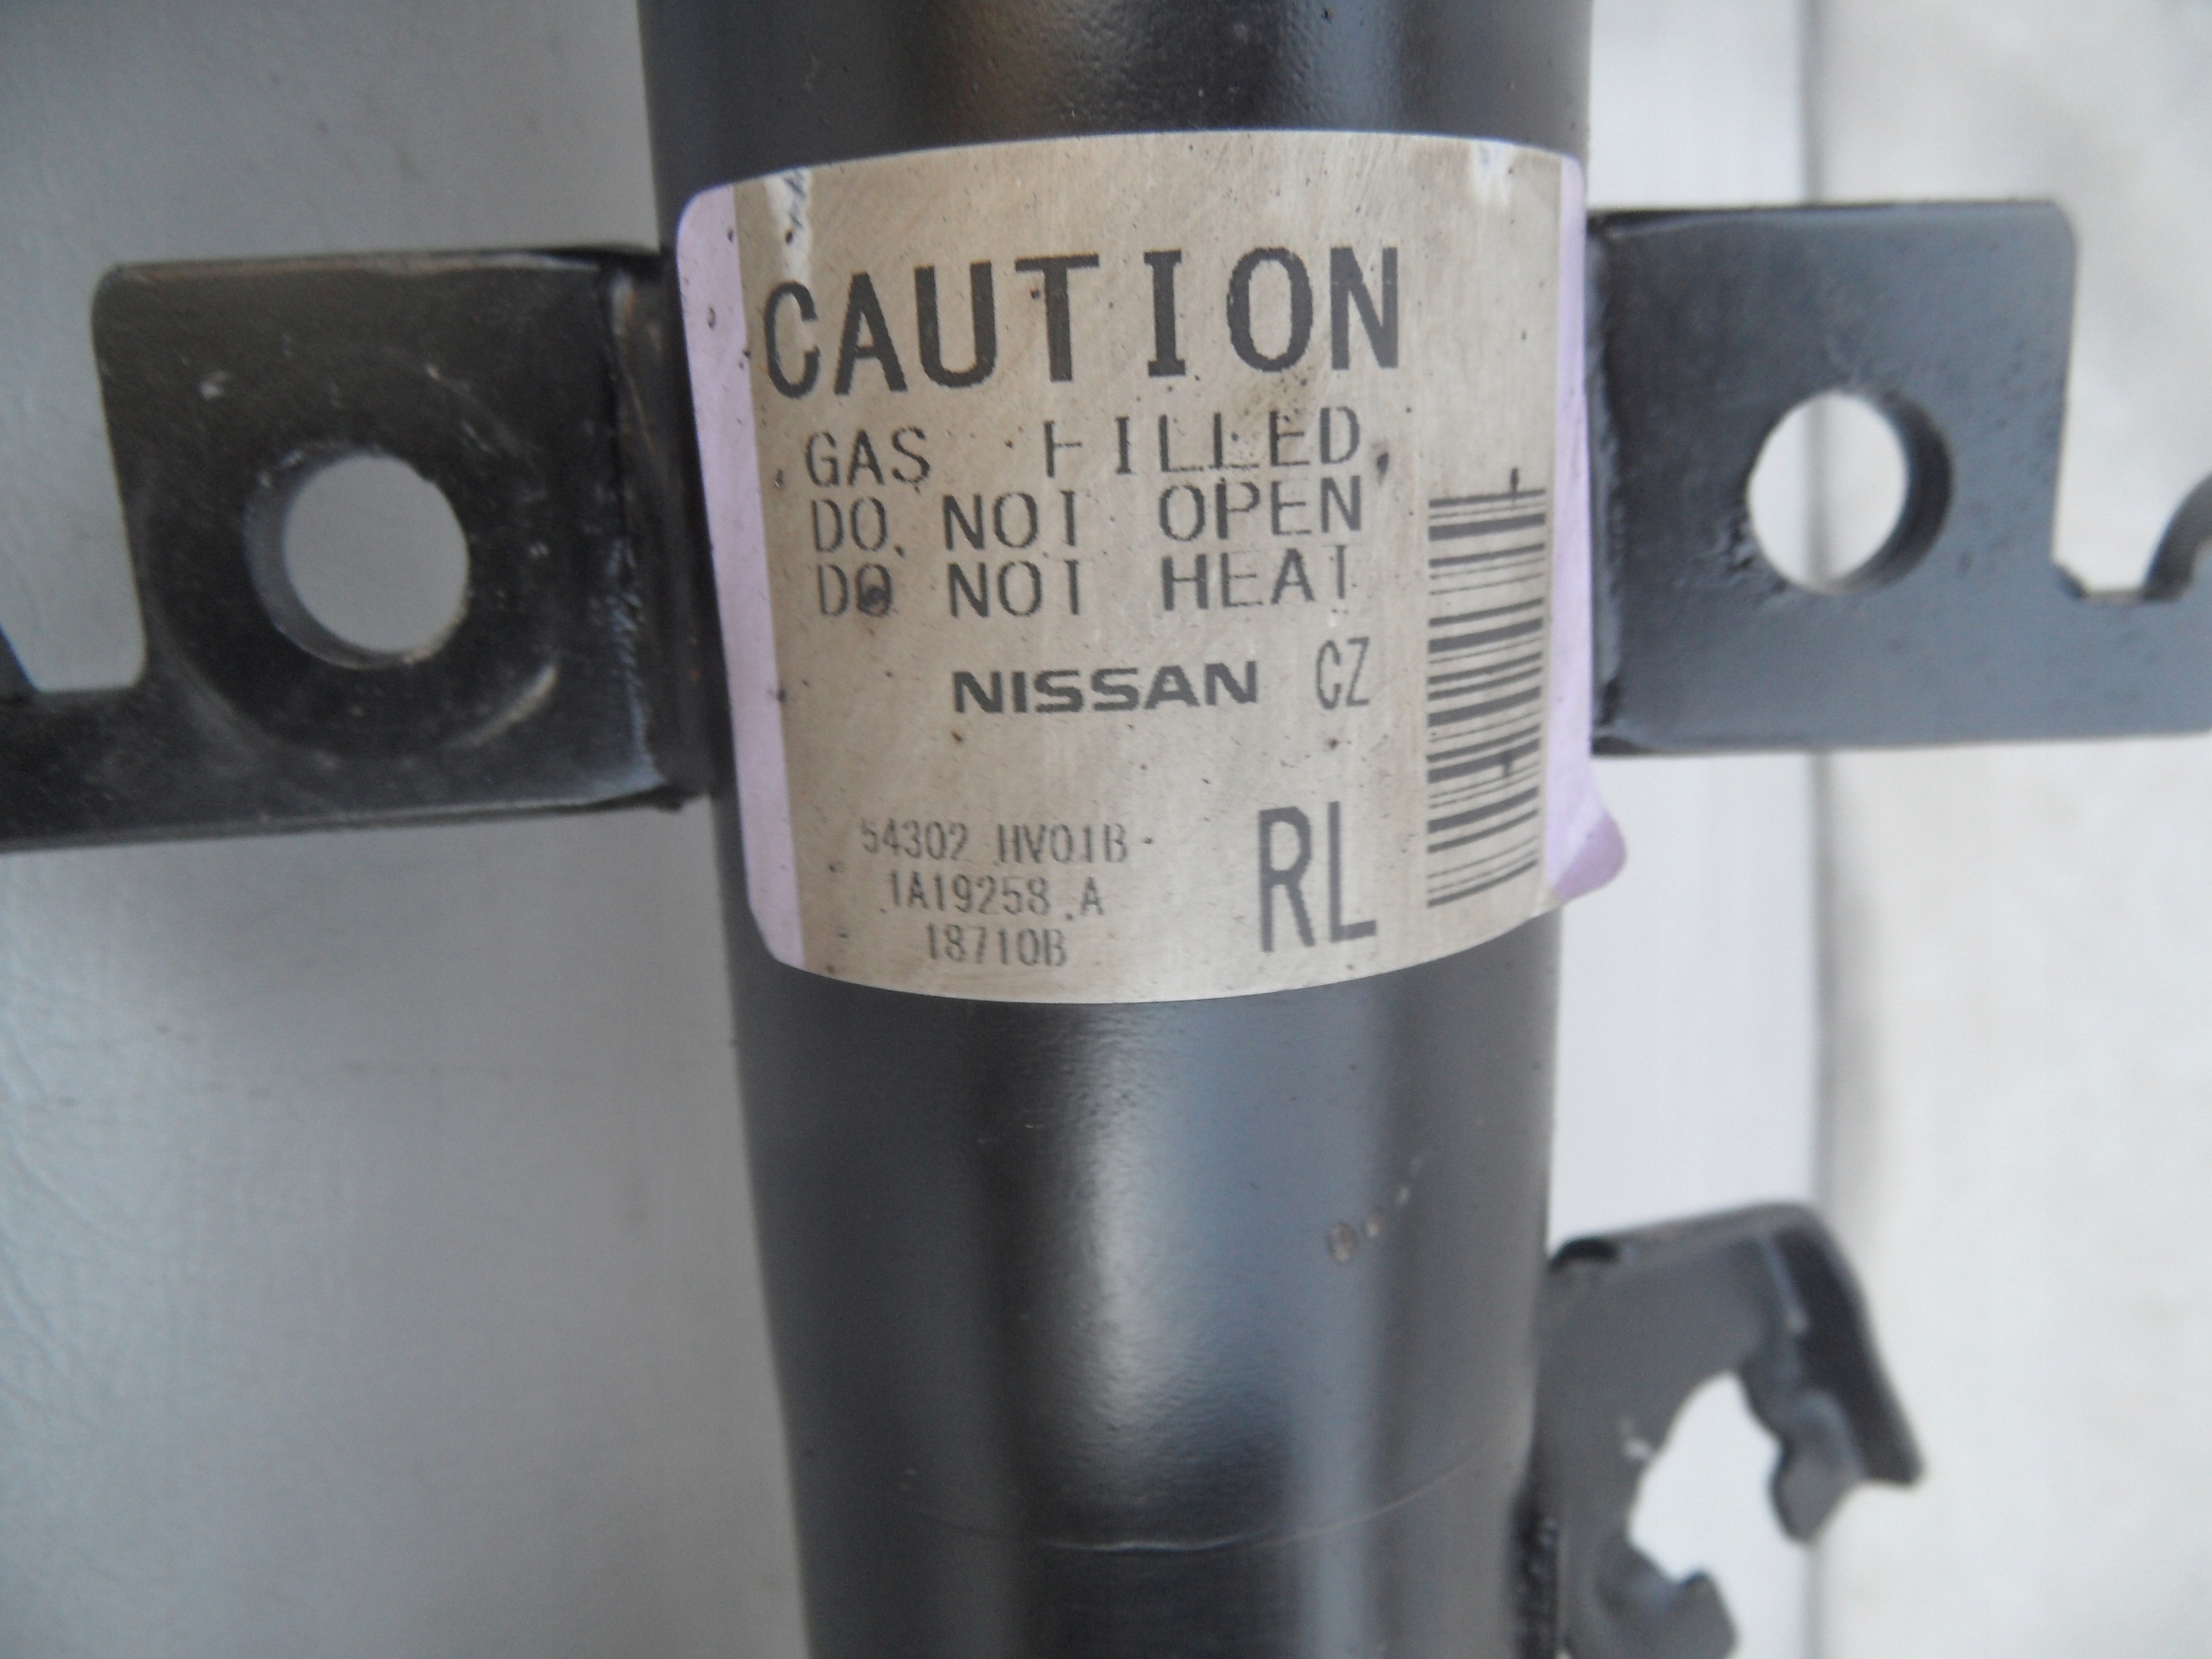 CAUTION
GAS FILLED
DO NOT OPEN
DO NOT HEAT
NISSAN CZ
54302 HV01B
1A19258 A
18710B
RL